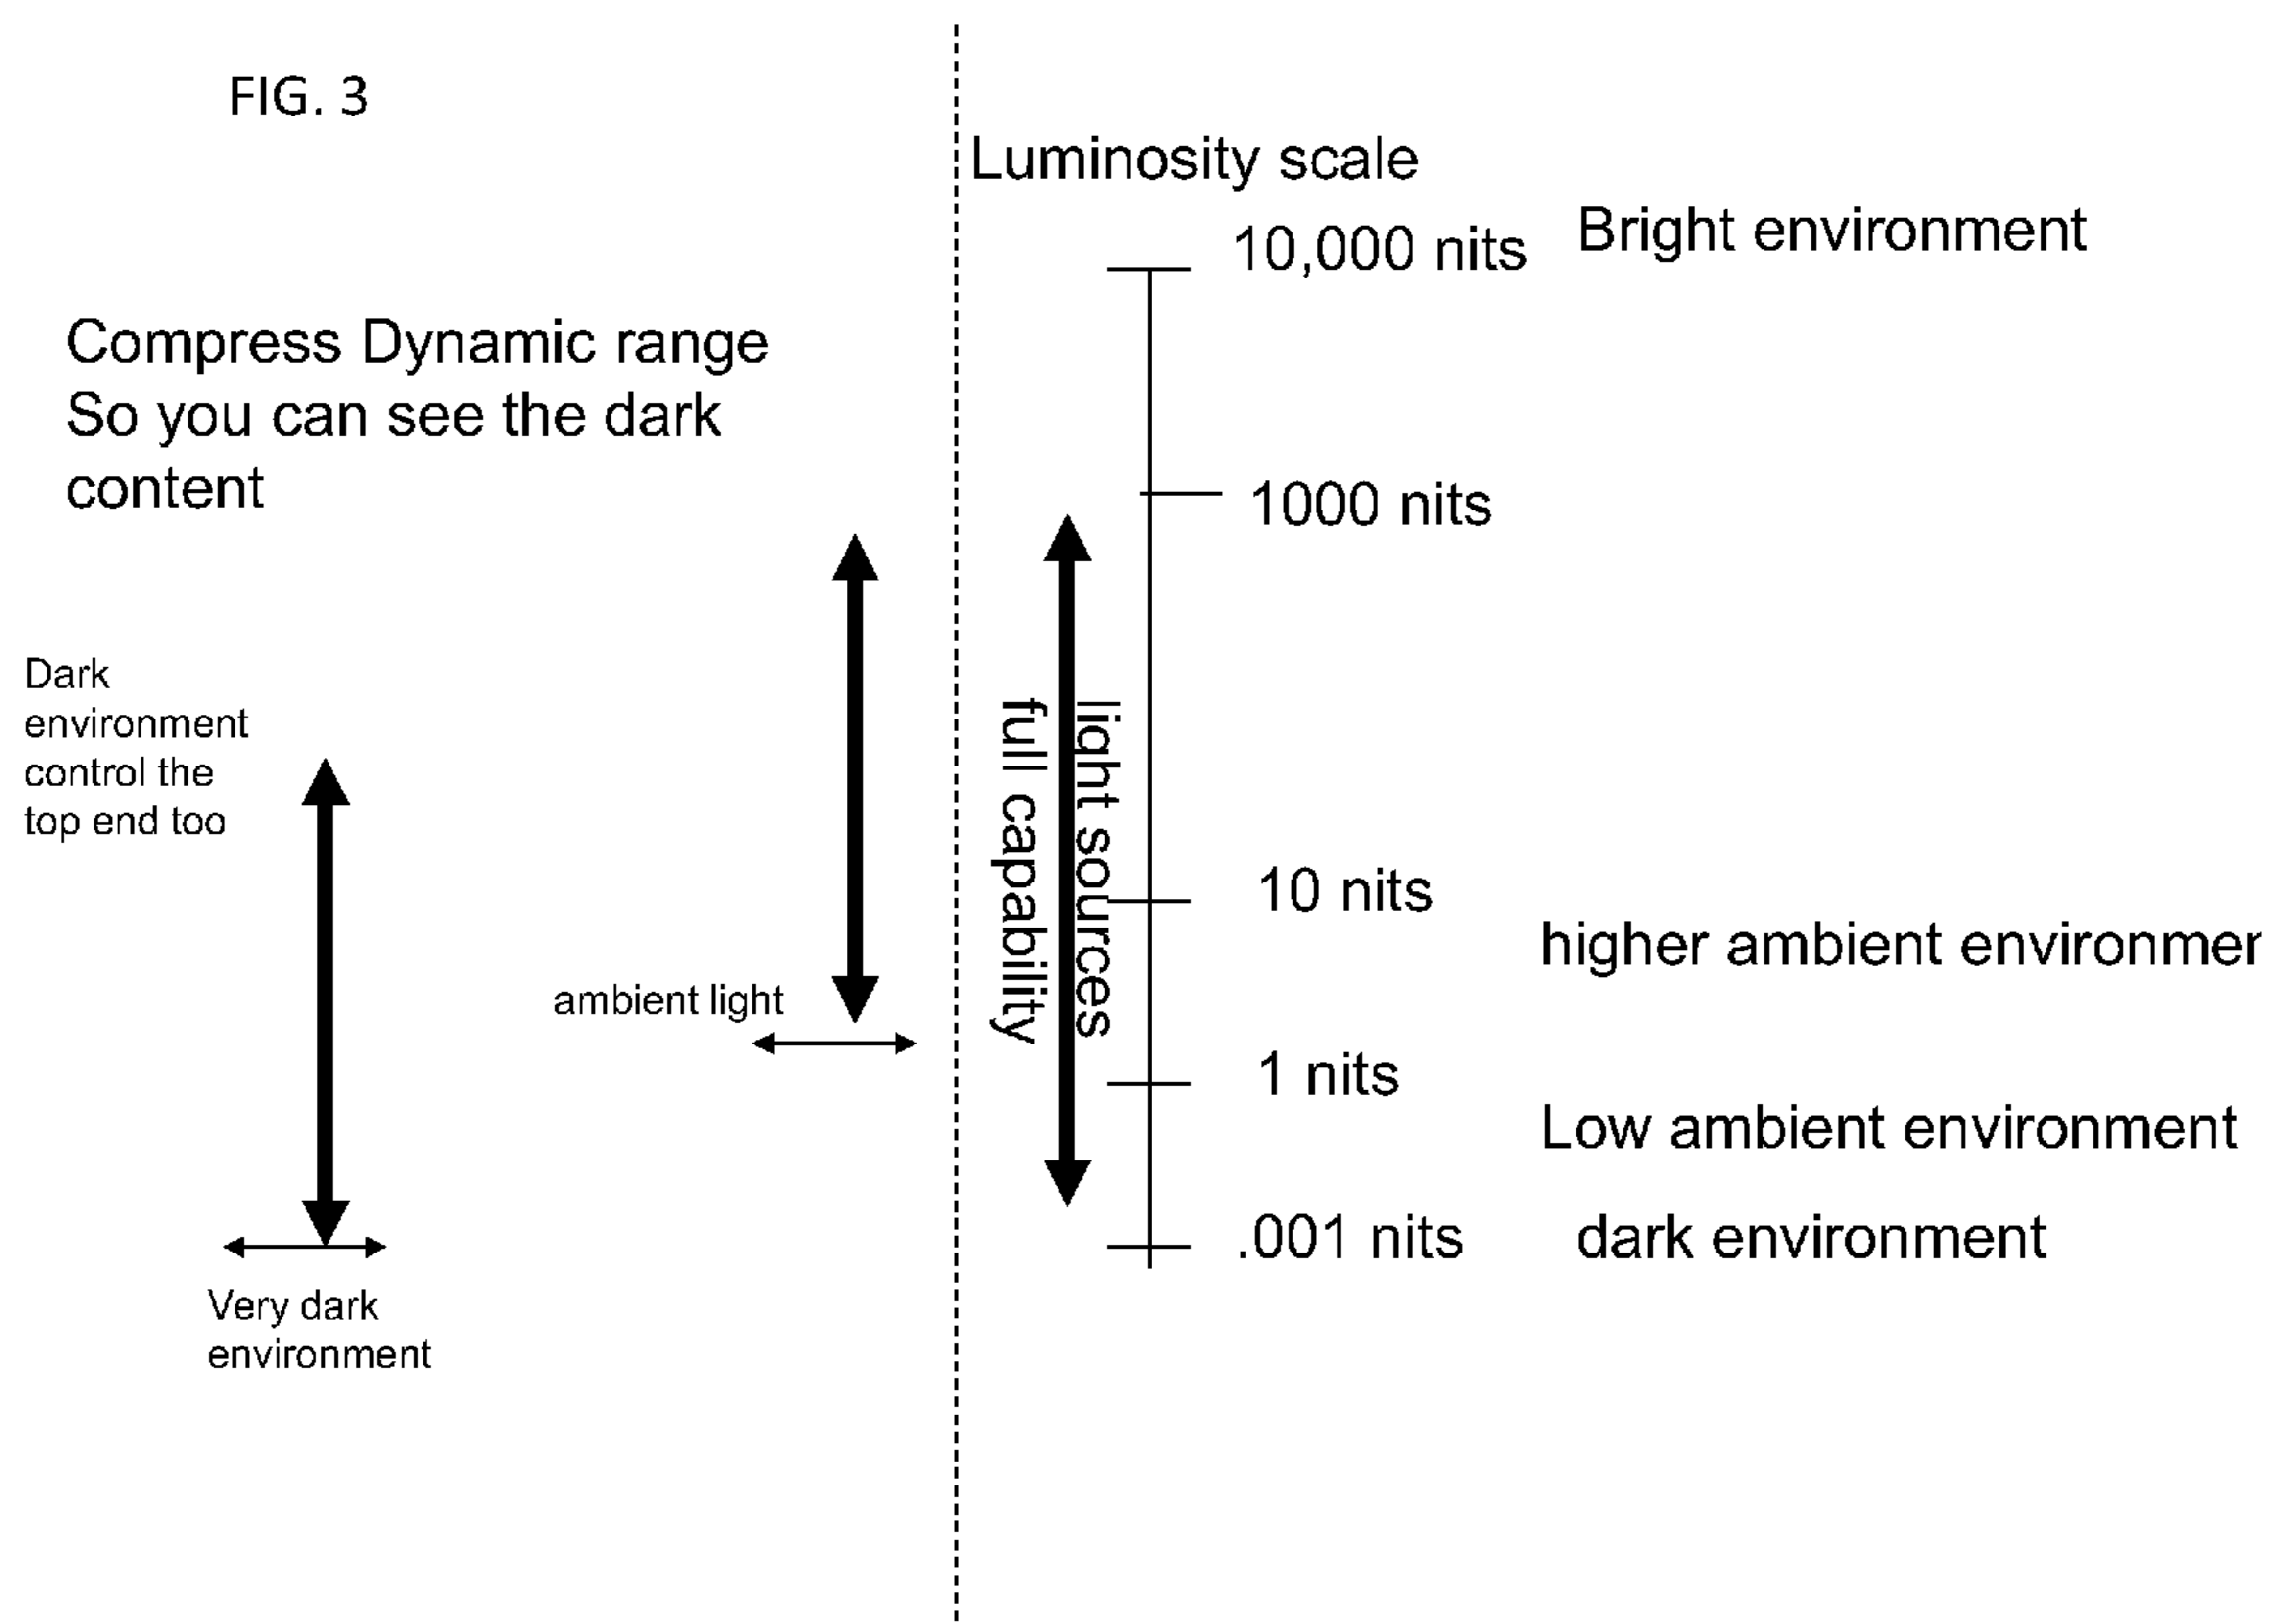 FIG. 3
Compress Dynamic range
So you can see the dark
content
Dark
environment
control the
top end too
ambient light
Very dark
environment
Luminosity scale
10,000 nits
Bright environment
1000 nits
full capability
light sources
10 nits
higher ambient environmer
1 nits
Low ambient environment
.001 nits
dark environment